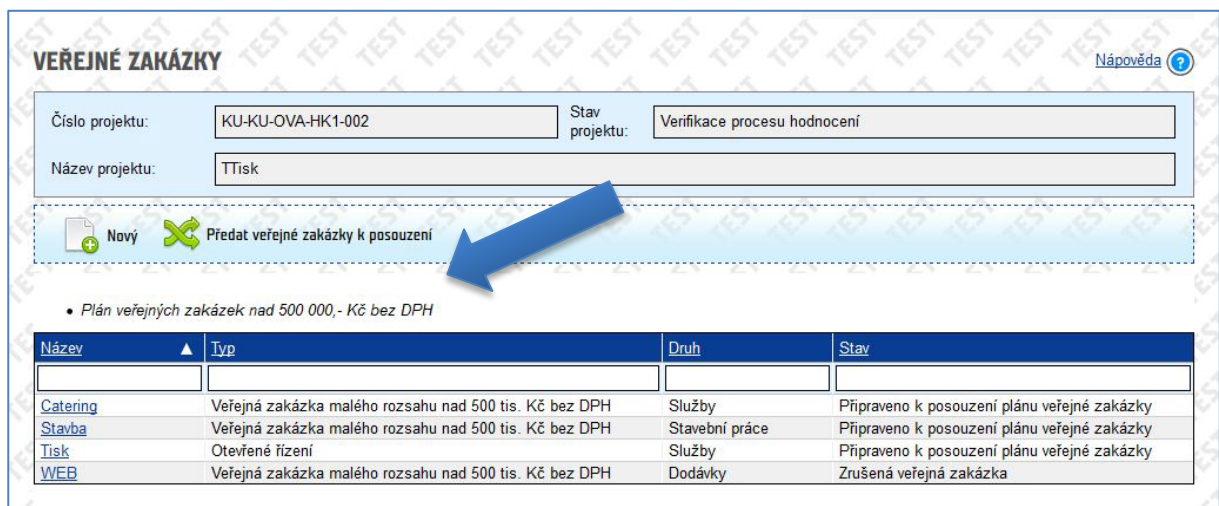 VEŘEJNÉ ZAKÁZKY
Nápověda
Číslo projektu: KU-KU-OVA-HK1-002 Stav projektu: Verifikace procesu hodnocení
Název projektu: TTisk
Nový Předat veřejné zakázky k posouzení
• Plán veřejných zakázek nad 500 000,- Kč bez DPH
Název Typ Druh Stav
Catering Veřejná zakázka malého rozsahu nad 500 tis. Kč bez DPH Služby Připraveno k posouzení plánu veřejné zakázky
Stavba Veřejná zakázka malého rozsahu nad 500 tis. Kč bez DPH Stavební práce Připraveno k posouzení plánu veřejné zakázky
Tisk Otevřené řízení Služby Připraveno k posouzení plánu veřejné zakázky
WEB Veřejná zakázka malého rozsahu nad 500 tis. Kč bez DPH Dodávky Zrušená veřejná zakázka
TEST